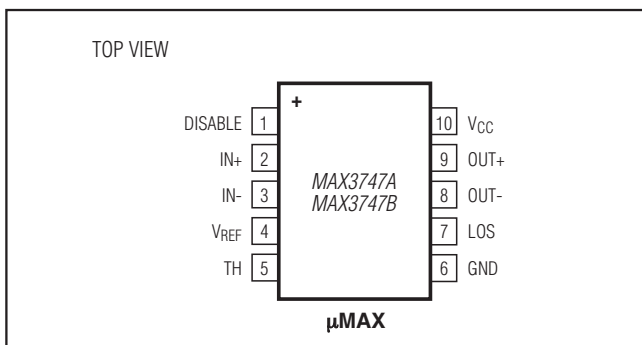 TOP VIEW
+
DISABLE 1
IN+ 2
IN- 3
VREF 4
TH 5
MAX3747A
MAX3747B
10 VCC
9 OUT+
8 OUT-
7 LOS
6 GND
µMAX